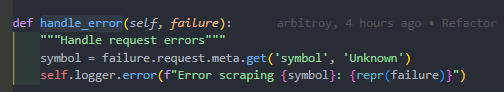 def handle_error(self, failure): arbitroy, 4 hours ago • Refactor
"""Handle request errors"""
symbol = failure.request.meta.get('symbol', 'Unknown')
self.logger.error(f"Error scraping {symbol}: {repr(failure)}")